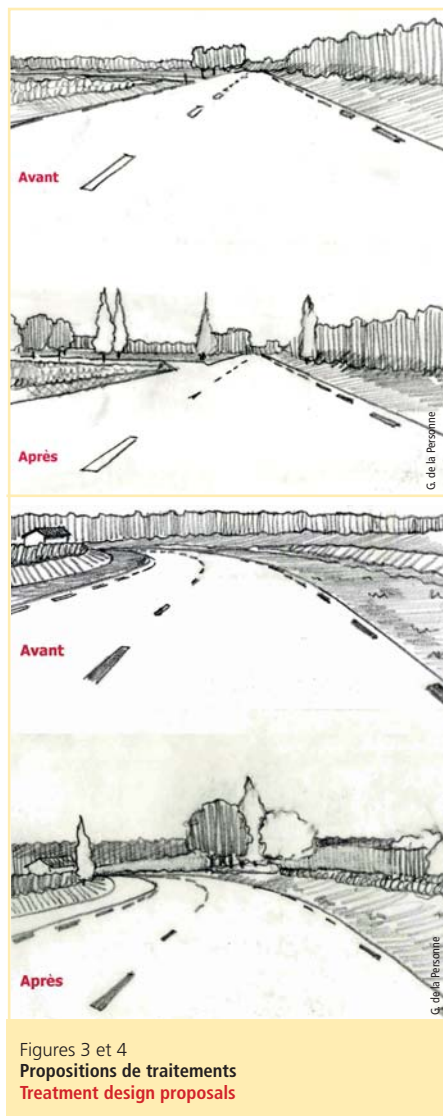 Avant
Après
G. de la Personne
Avant
Après
G. de la Personne
Figures 3 et 4
Propositions de traitements
Treatment design proposals